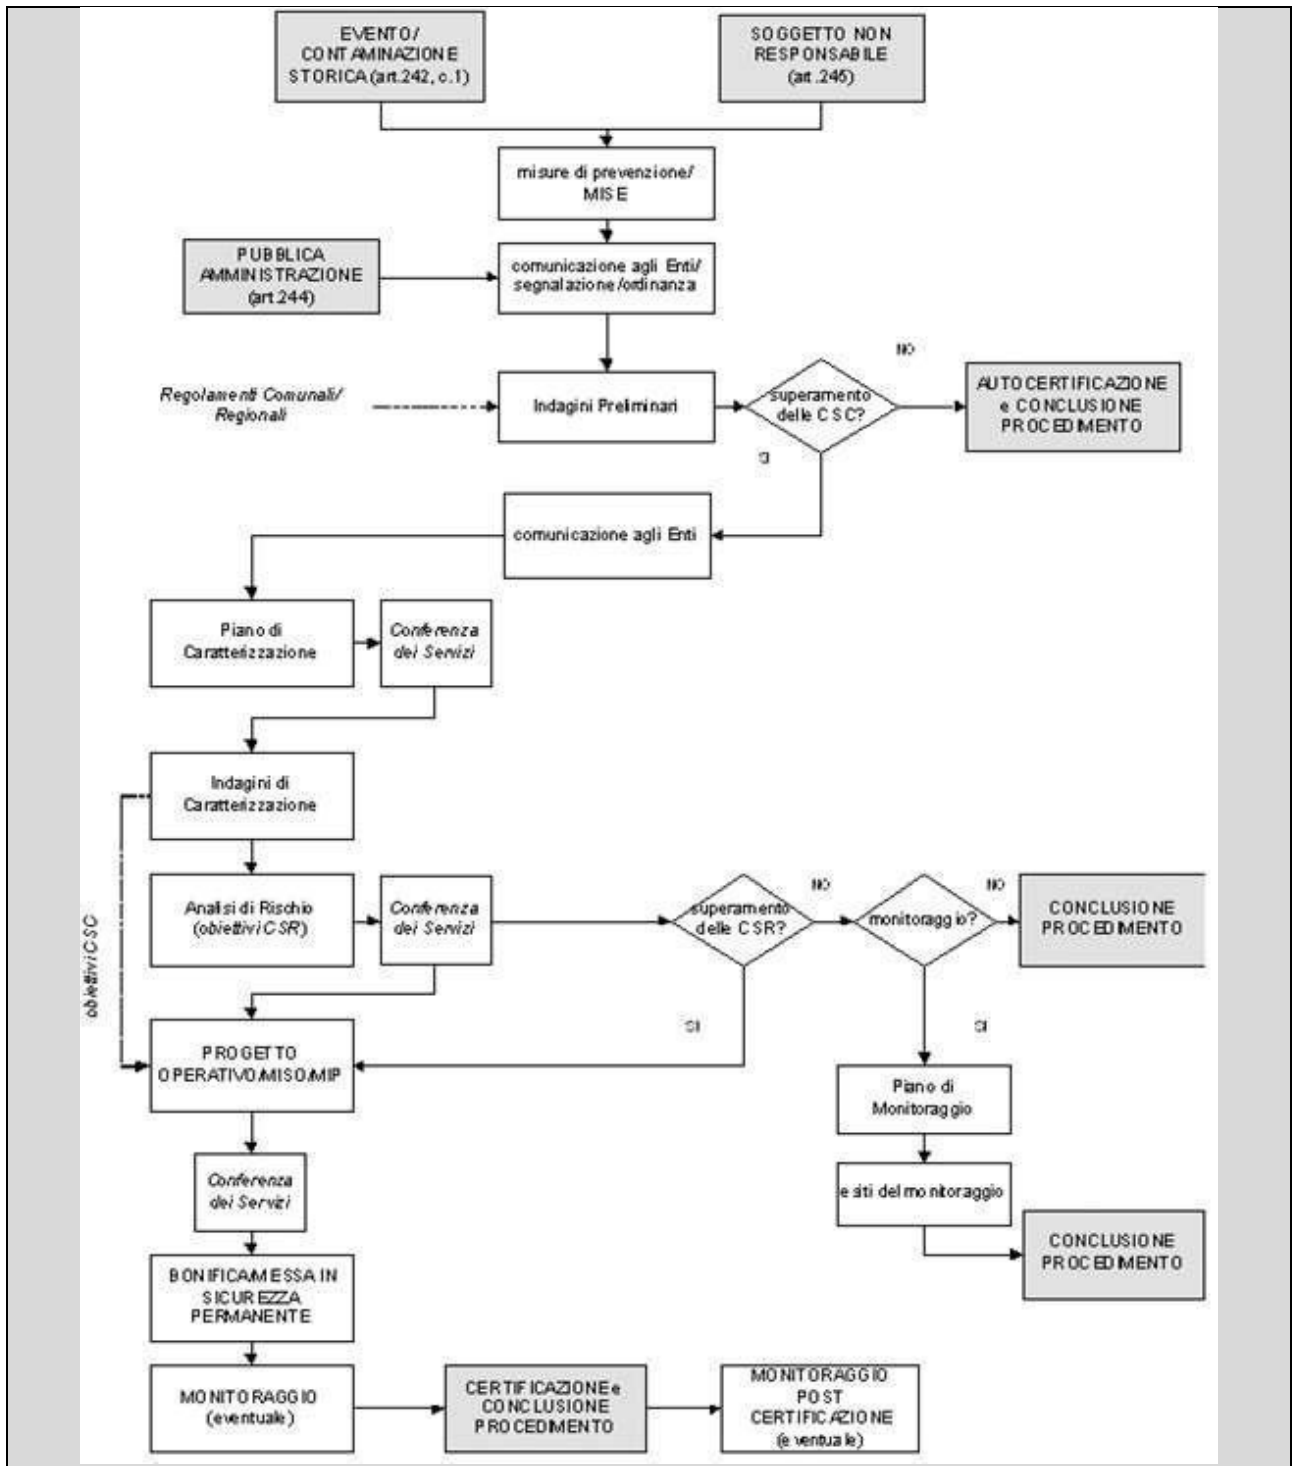 EVENTO/
CONTAMINAZIONE
STORICA (art.242, c.1)
SOGGETTO NON
RESPONSABILE
(art.245)
misure di prevenzione/
MISE
PUBBLICA
AMMINISTRAZIONE
(art.244)
comunicazione agli Enti/
segnalazione/ordinanza
Regolamenti Comunali/
Regionali
Indagini Preliminari
superamento
delle CSC?
NO
SI
AUTOCERTIFICAZIONE
e CONCLUSIONE
PROCEDIMENTO
comunicazione agli Enti
Piano di
Caratterizzazione
Conferenza
dei Servizi
Indagini di
Caratterizzazione
obiettivi CSC
Analisi di Rischio
(obiettivi CSR)
Conferenza
dei Servizi
superamento
delle CSR?
NO
SI
monitoraggio?
NO
SI
CONCLUSIONE
PROCEDIMENTO
PROGETTO
OPERATIVO/MISO/MIP
Piano di
Monitoraggio
esiti del monitoraggio
CONCLUSIONE
PROCEDIMENTO
Conferenza
dei Servizi
BONIFICA/MESSA IN
SICUREZZA
PERMANENTE
MONITORAGGIO
(eventuale)
CERTIFICAZIONE e
CONCLUSIONE
PROCEDIMENTO
MONITORAGGIO
POST
CERTIFICAZIONE
(eventuale)